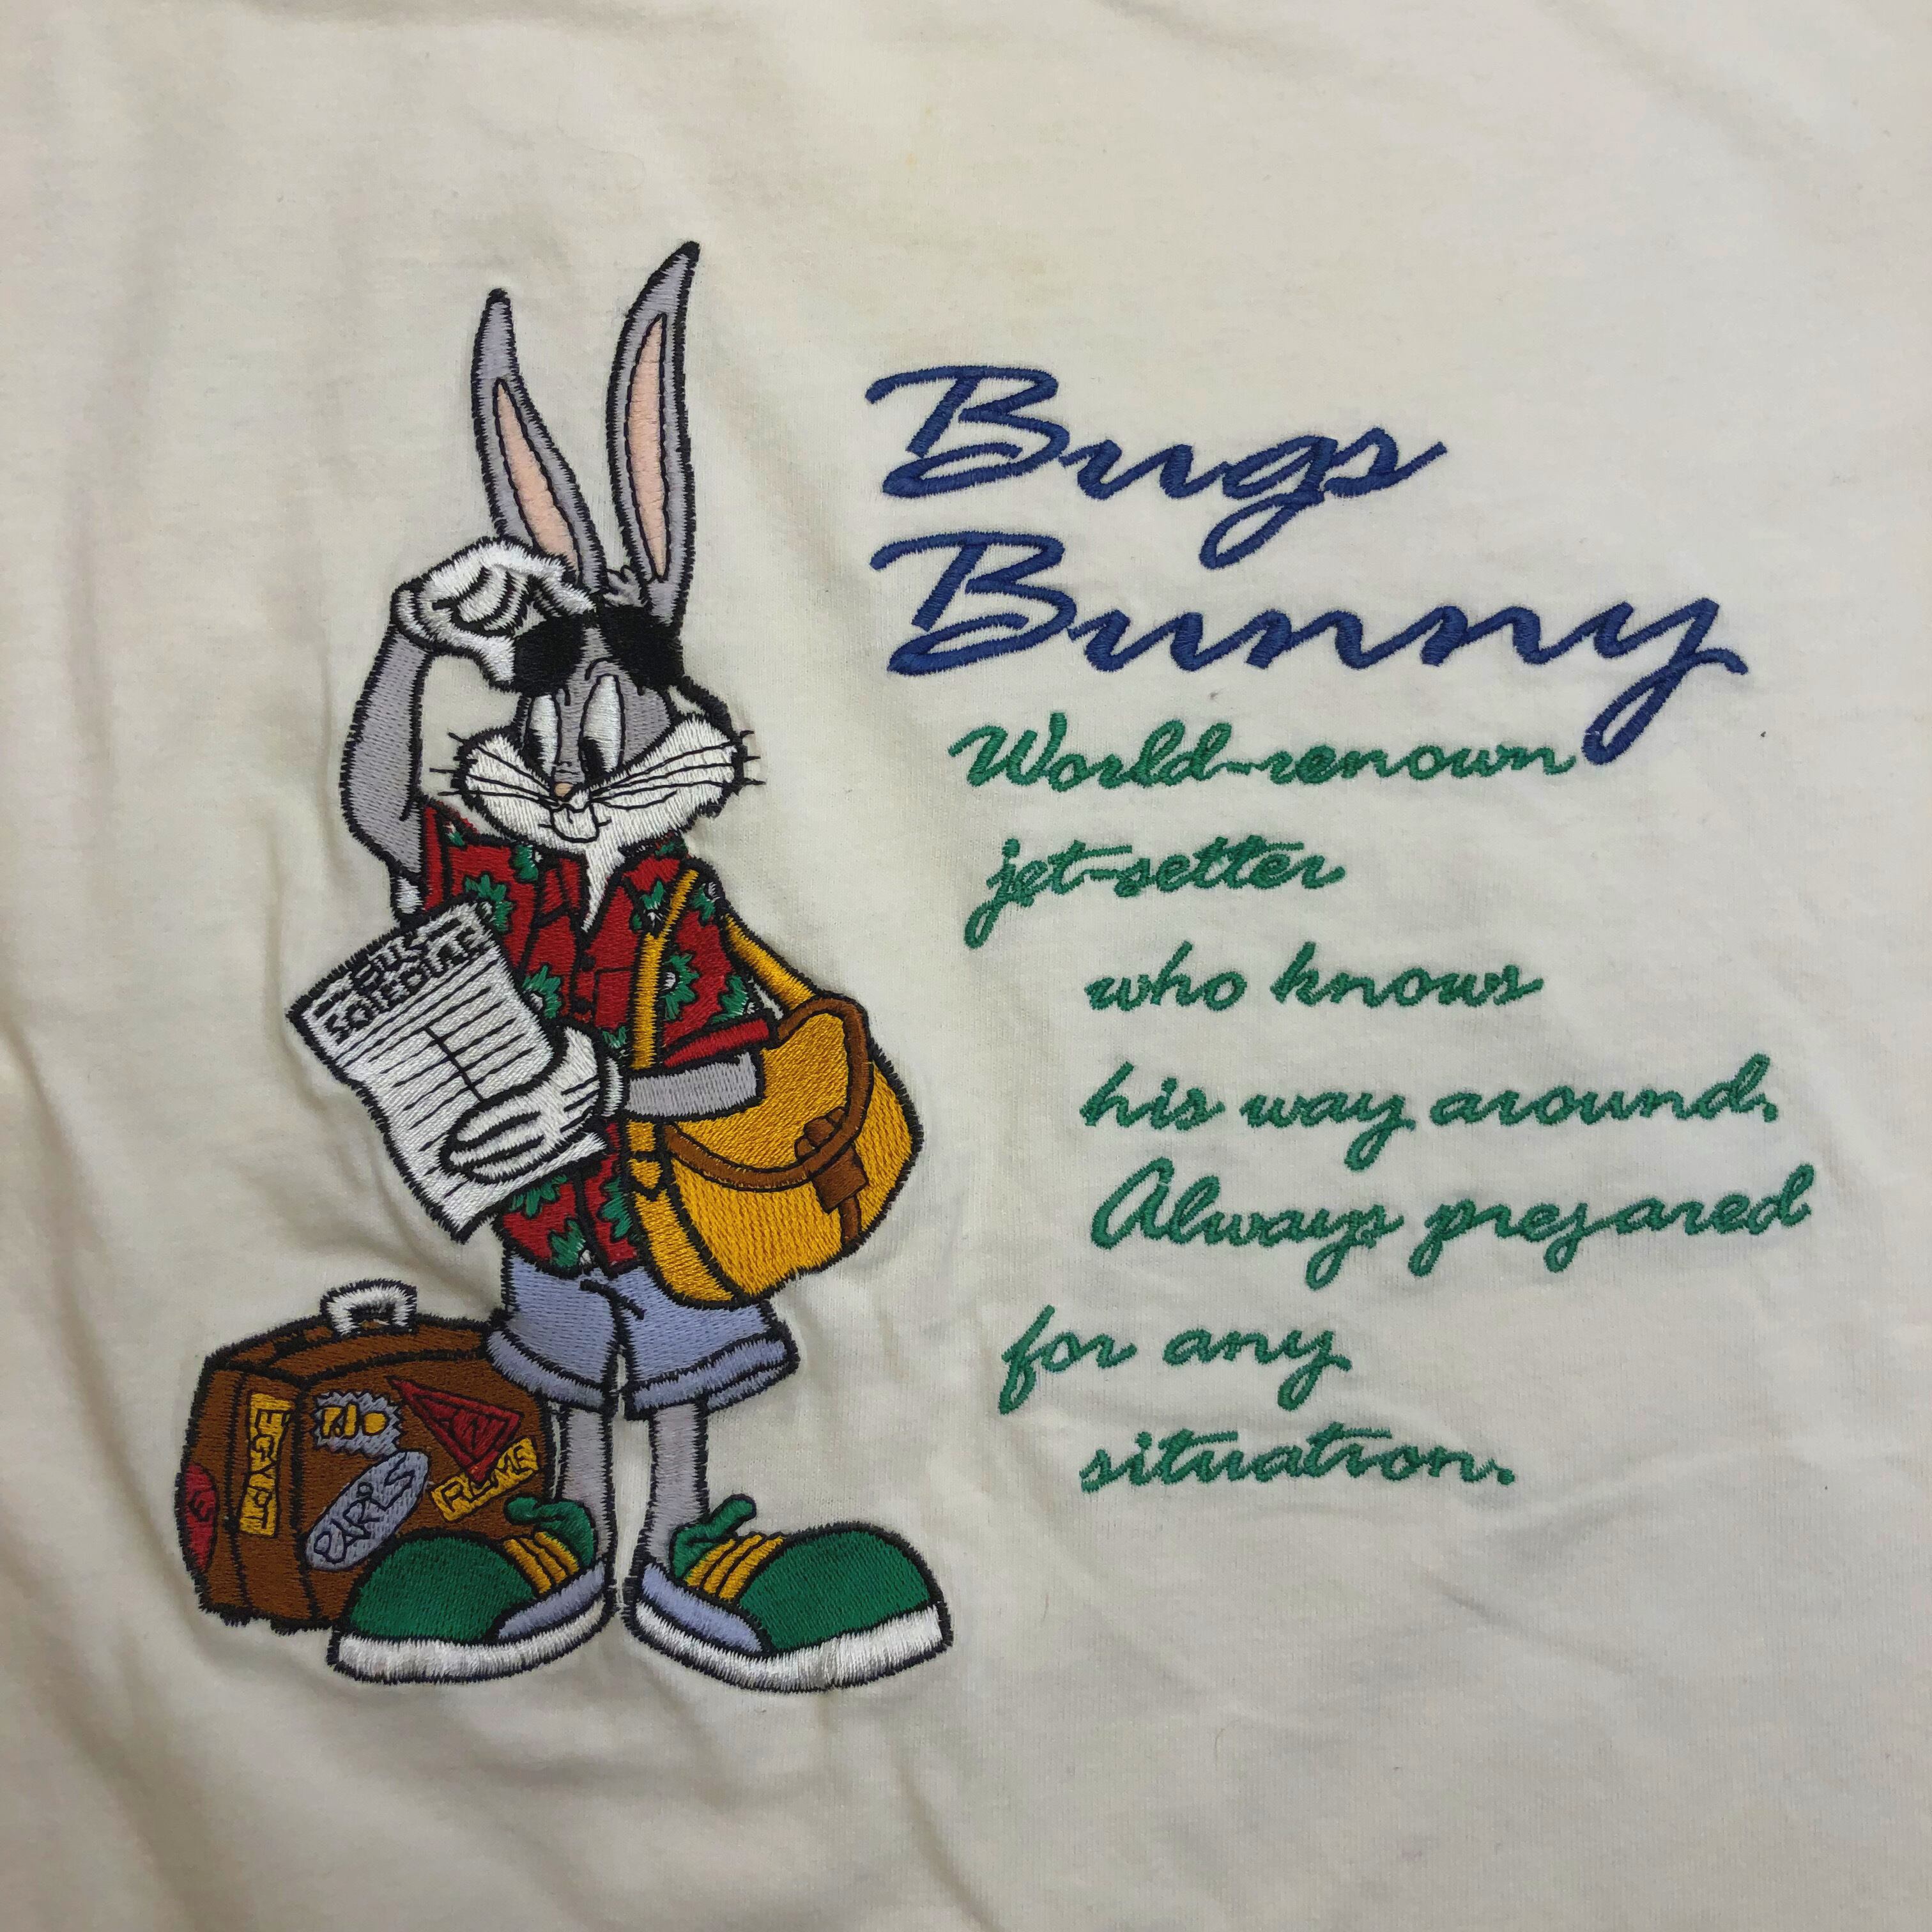 Bugs
Bunny
World-renown
jet-setter
who knows
his way around.
Always prepared
for any
situation.
BUS
SCHEDULE
EGYPT
RIO
PARIS
ROME